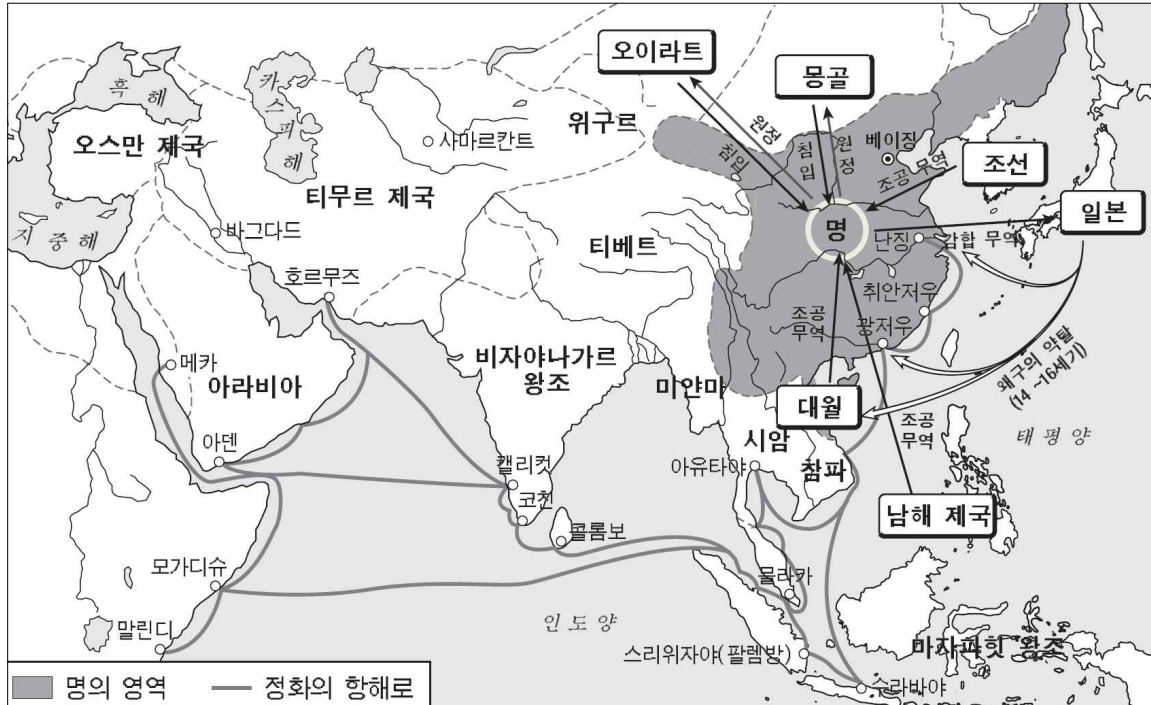 오이라트
몽골
흑해
카스피해
오스만 제국
사마르칸트
위구르
원정
침입
침입
원정
베이징
조공 무역
조선
일본
티무르 제국
지중해
바그다드
티베트
명
난징
감합 무역
호르무즈
취안저우
조공
무역
광저우
메카
아라비아
비자야나가르
왕조
미얀마
대월
왜구의 약탈
(14 ~16세기)
조공
무역
태평양
아덴
시암
캘리컷
아유타야
참파
코친
콜롬보
남해 제국
모가디슈
물라카
말린디
인도양
스리위자야(팔렘방)
마자파힛 왕조
수라바야
명의 영역
정화의 항해로